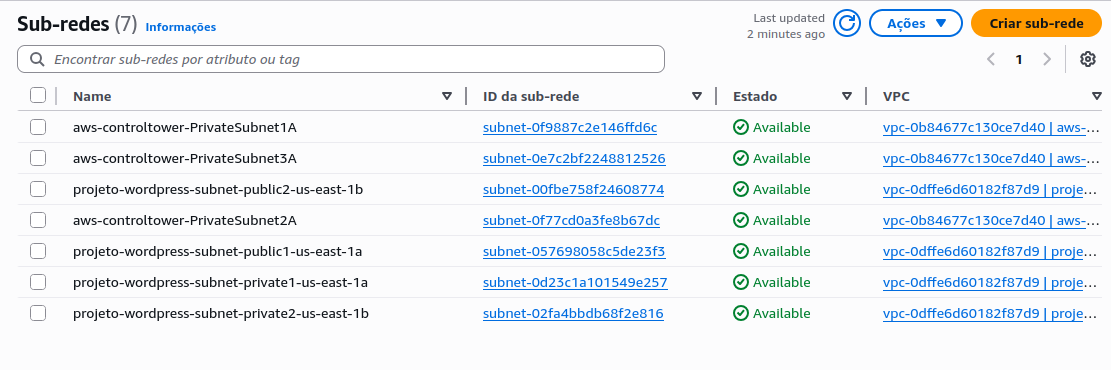 Sub-redes (7) Informações
Last updated
2 minutes ago
Ações
Criar sub-rede
Encontrar sub-redes por atributo ou tag
1
Name ID da sub-rede Estado VPC
aws-controltower-PrivateSubnet1A subnet-0f9887c2e146ffd6c Available vpc-0b84677c130ce7d40 | aws-...
aws-controltower-PrivateSubnet3A subnet-0e7c2bf2248812526 Available vpc-0b84677c130ce7d40 | aws-...
projeto-wordpress-subnet-public2-us-east-1b subnet-00fbe758f24608774 Available vpc-0dffe6d60182f87d9 | proje...
aws-controltower-PrivateSubnet2A subnet-0f77cd0a3fe8b67dc Available vpc-0b84677c130ce7d40 | aws-...
projeto-wordpress-subnet-public1-us-east-1a subnet-057698058c5de23f3 Available vpc-0dffe6d60182f87d9 | proje...
projeto-wordpress-subnet-private1-us-east-1a subnet-0d23c1a101549e257 Available vpc-0dffe6d60182f87d9 | proje...
projeto-wordpress-subnet-private2-us-east-1b subnet-02fa4bbdb68f2e816 Available vpc-0dffe6d60182f87d9 | proje...